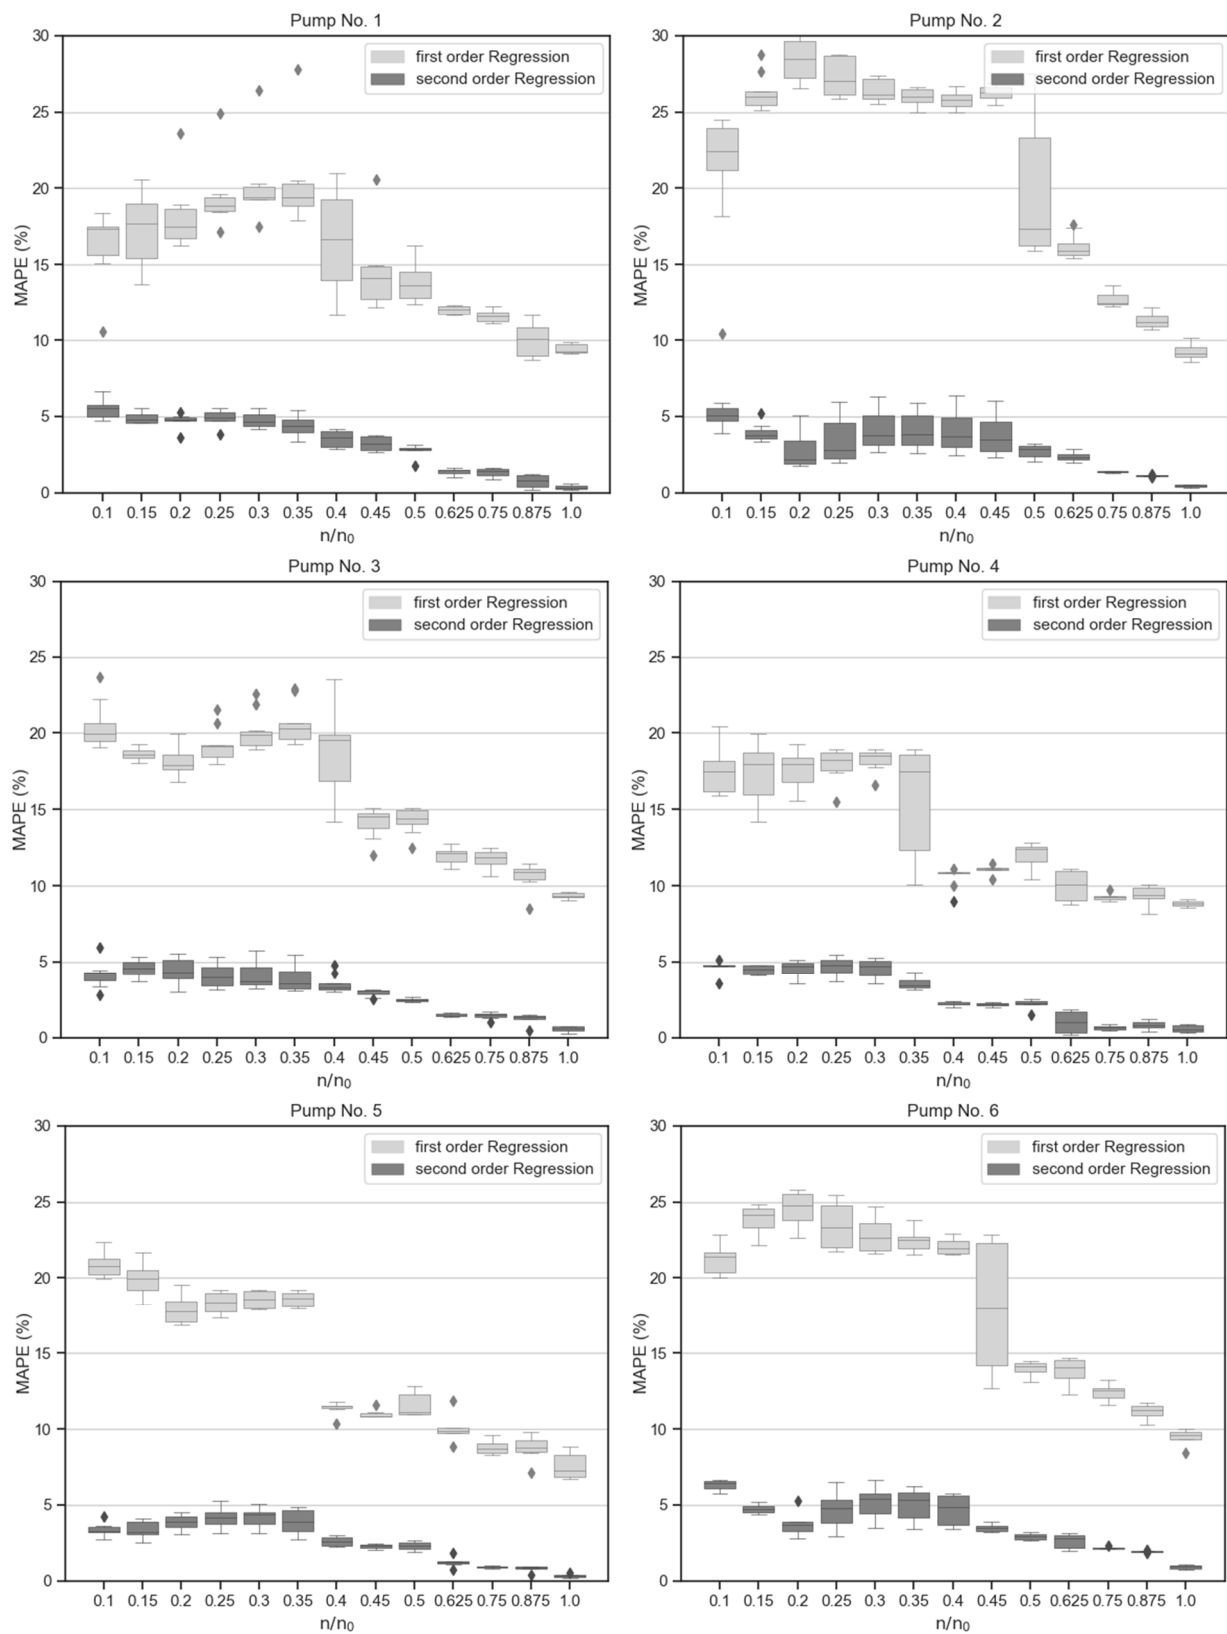 Pump No. 1
30
25
20
15
10
5
0
MAPE (%)
first order Regression
second order Regression
0.1 0.15 0.2 0.25 0.3 0.35 0.4 0.45 0.5 0.625 0.75 0.875 1.0
n/n₀
Pump No. 2
30
25
20
15
10
5
0
MAPE (%)
first order Regression
second order Regression
0.1 0.15 0.2 0.25 0.3 0.35 0.4 0.45 0.5 0.625 0.75 0.875 1.0
n/n₀
Pump No. 3
30
25
20
15
10
5
0
MAPE (%)
first order Regression
second order Regression
0.1 0.15 0.2 0.25 0.3 0.35 0.4 0.45 0.5 0.625 0.75 0.875 1.0
n/n₀
Pump No. 4
30
25
20
15
10
5
0
MAPE (%)
first order Regression
second order Regression
0.1 0.15 0.2 0.25 0.3 0.35 0.4 0.45 0.5 0.625 0.75 0.875 1.0
n/n₀
Pump No. 5
30
25
20
15
10
5
0
MAPE (%)
first order Regression
second order Regression
0.1 0.15 0.2 0.25 0.3 0.35 0.4 0.45 0.5 0.625 0.75 0.875 1.0
n/n₀
Pump No. 6
30
25
20
15
10
5
0
MAPE (%)
first order Regression
second order Regression
0.1 0.15 0.2 0.25 0.3 0.35 0.4 0.45 0.5 0.625 0.75 0.875 1.0
n/n₀